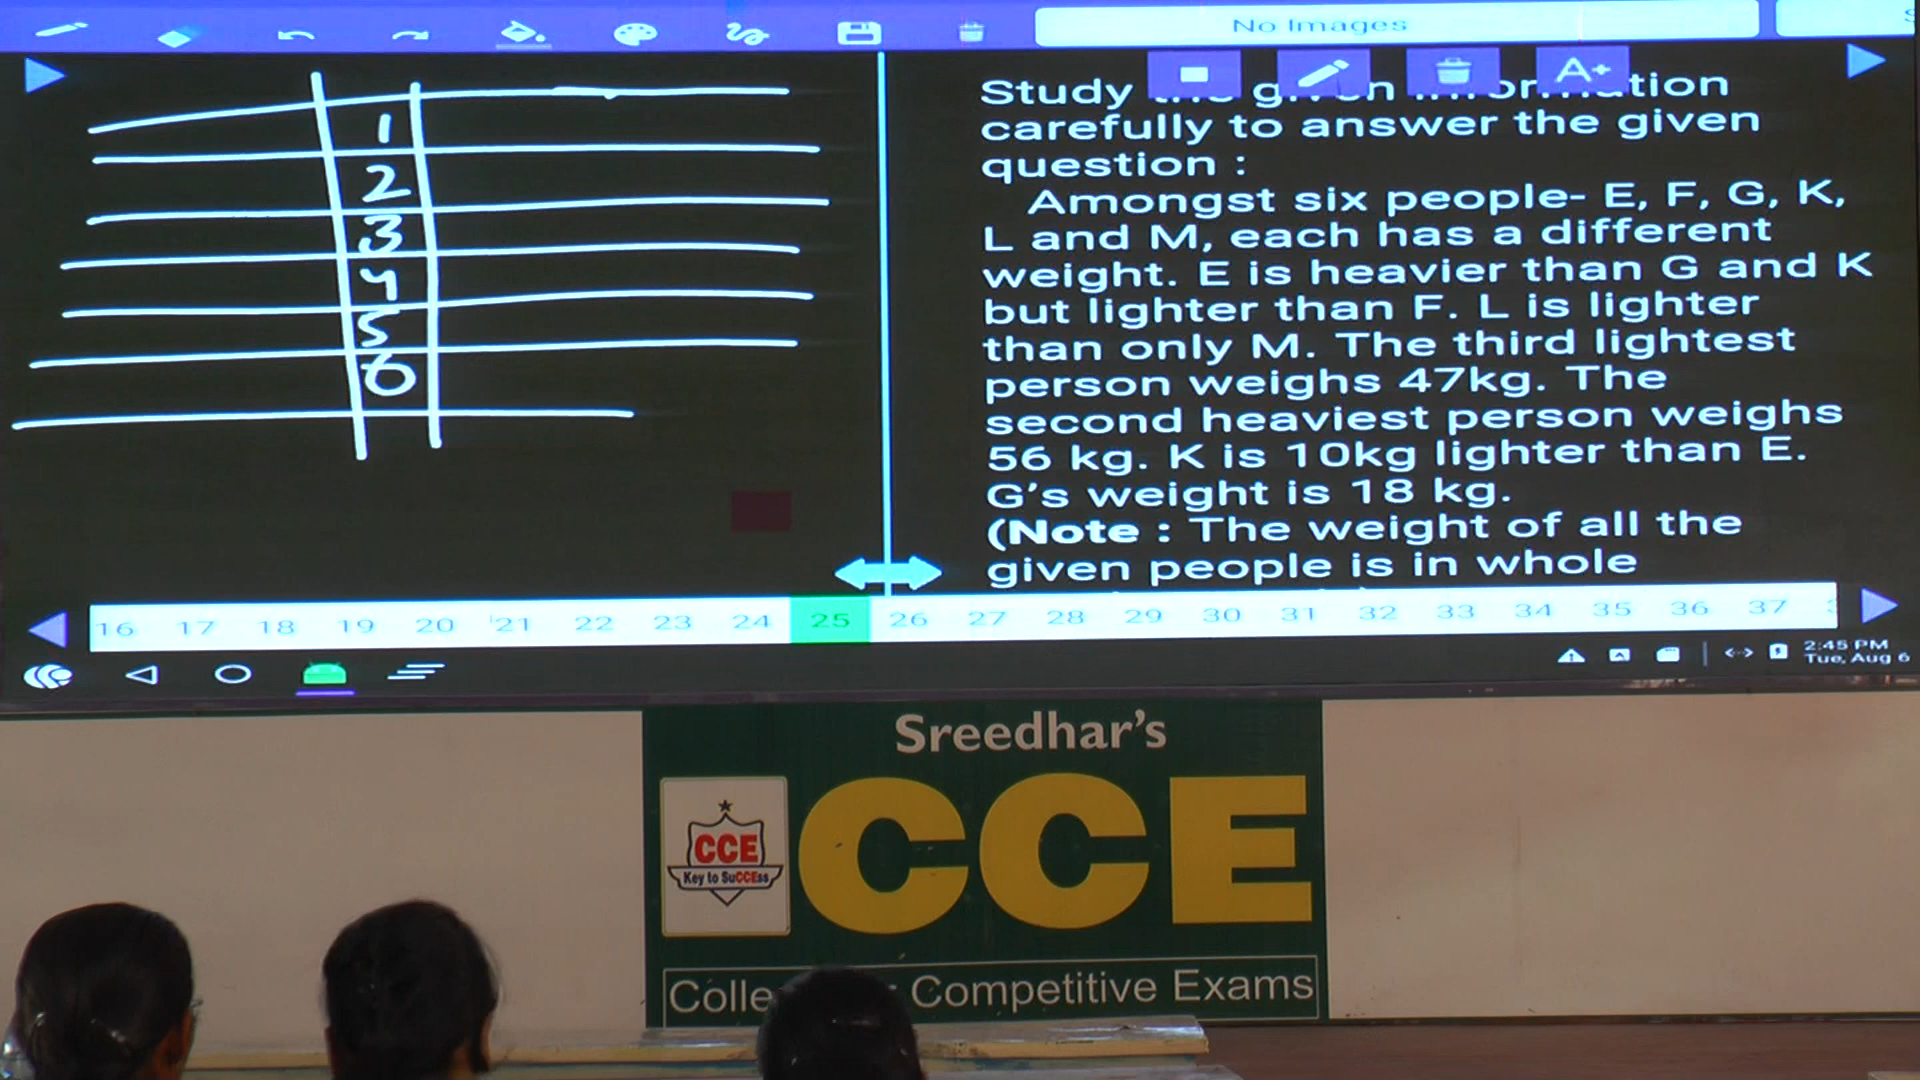 No Images
A+
Study
carefully to answer the given
question :
Amongst six people- E, F, G, K,
L and M, each has a different
weight. E is heavier than G and K
but lighter than F. L is lighter
than only M. The third lightest
person weighs 47kg. The
second heaviest person weighs
56 kg. K is 10kg lighter than E.
G's weight is 18 kg.
(Note : The weight of all the
given people is in whole
1
2
3
4
5
6
16 17 18 19 20 21 22 23 24 25 26 27 28 29 30 31 32 33 34 35 36 37
2:45 PM
Tue, Aug 6
Sreedhar's
CCE
CCE
Key to SuCCEss
Competitive Exams